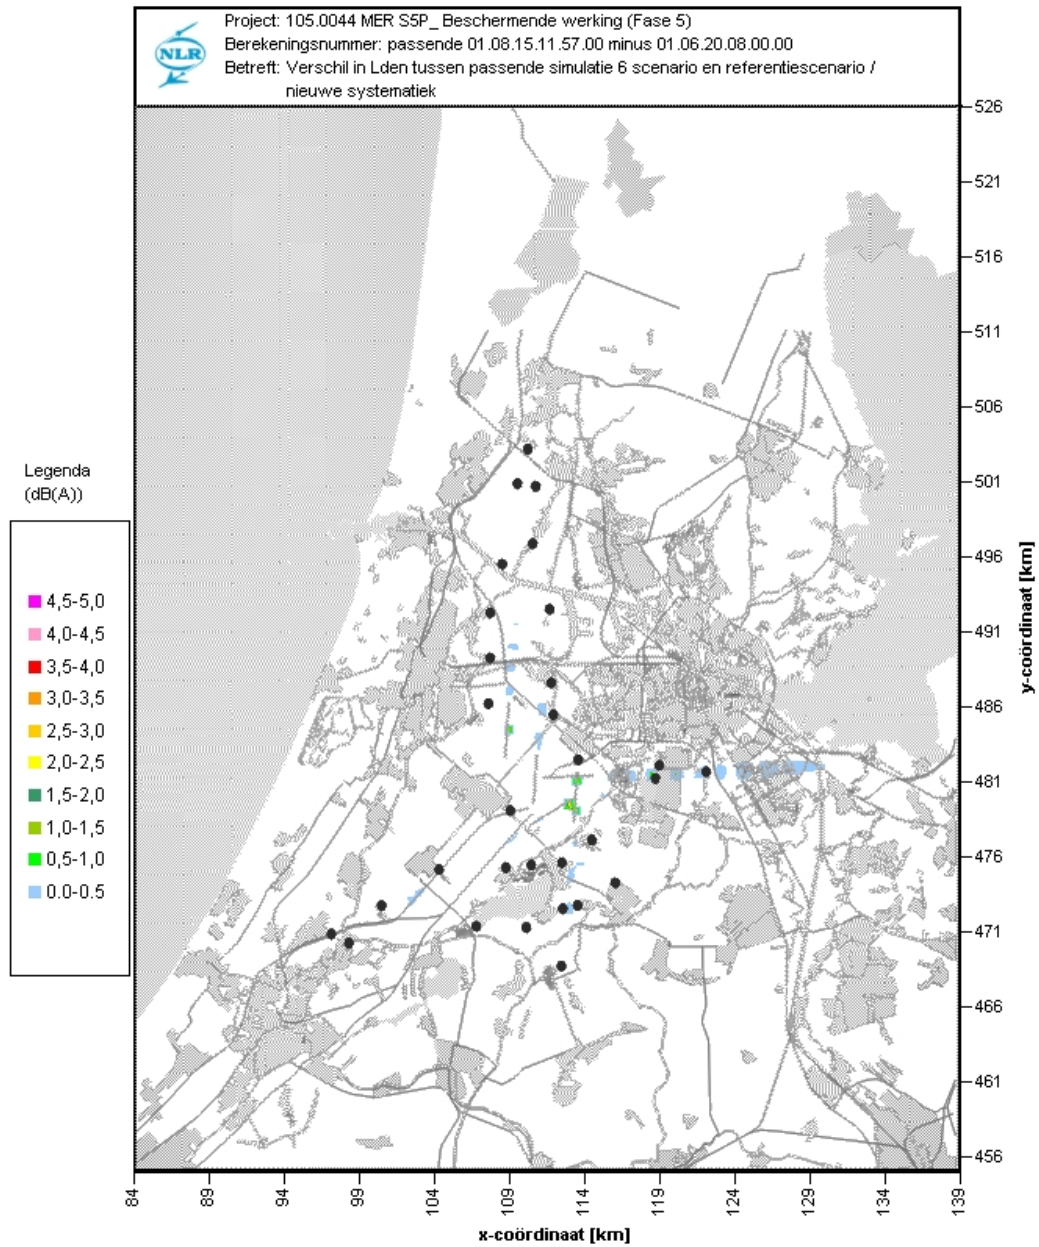 NLR
Project: 105.0044 MER S5P_ Beschermende werking (Fase 5)
Berekeningsnummer: passende 01.08.15.11.57.00 minus 01.06.20.08.00.00
Betreft: Verschil in Lden tussen passende simulatie 6 scenario en referentiescenario /
nieuwe systematiek
Legenda
(dB(A))
4,5-5,0
4,0-4,5
3,5-4,0
3,0-3,5
2,5-3,0
2,0-2,5
1,5-2,0
1,0-1,5
0,5-1,0
0.0-0.5
526
521
516
511
506
501
496
491
486
481
476
471
466
461
456
y-coördinaat [km]
84 89 94 99 104 109 114 119 124 129 134 139
x-coördinaat [km]